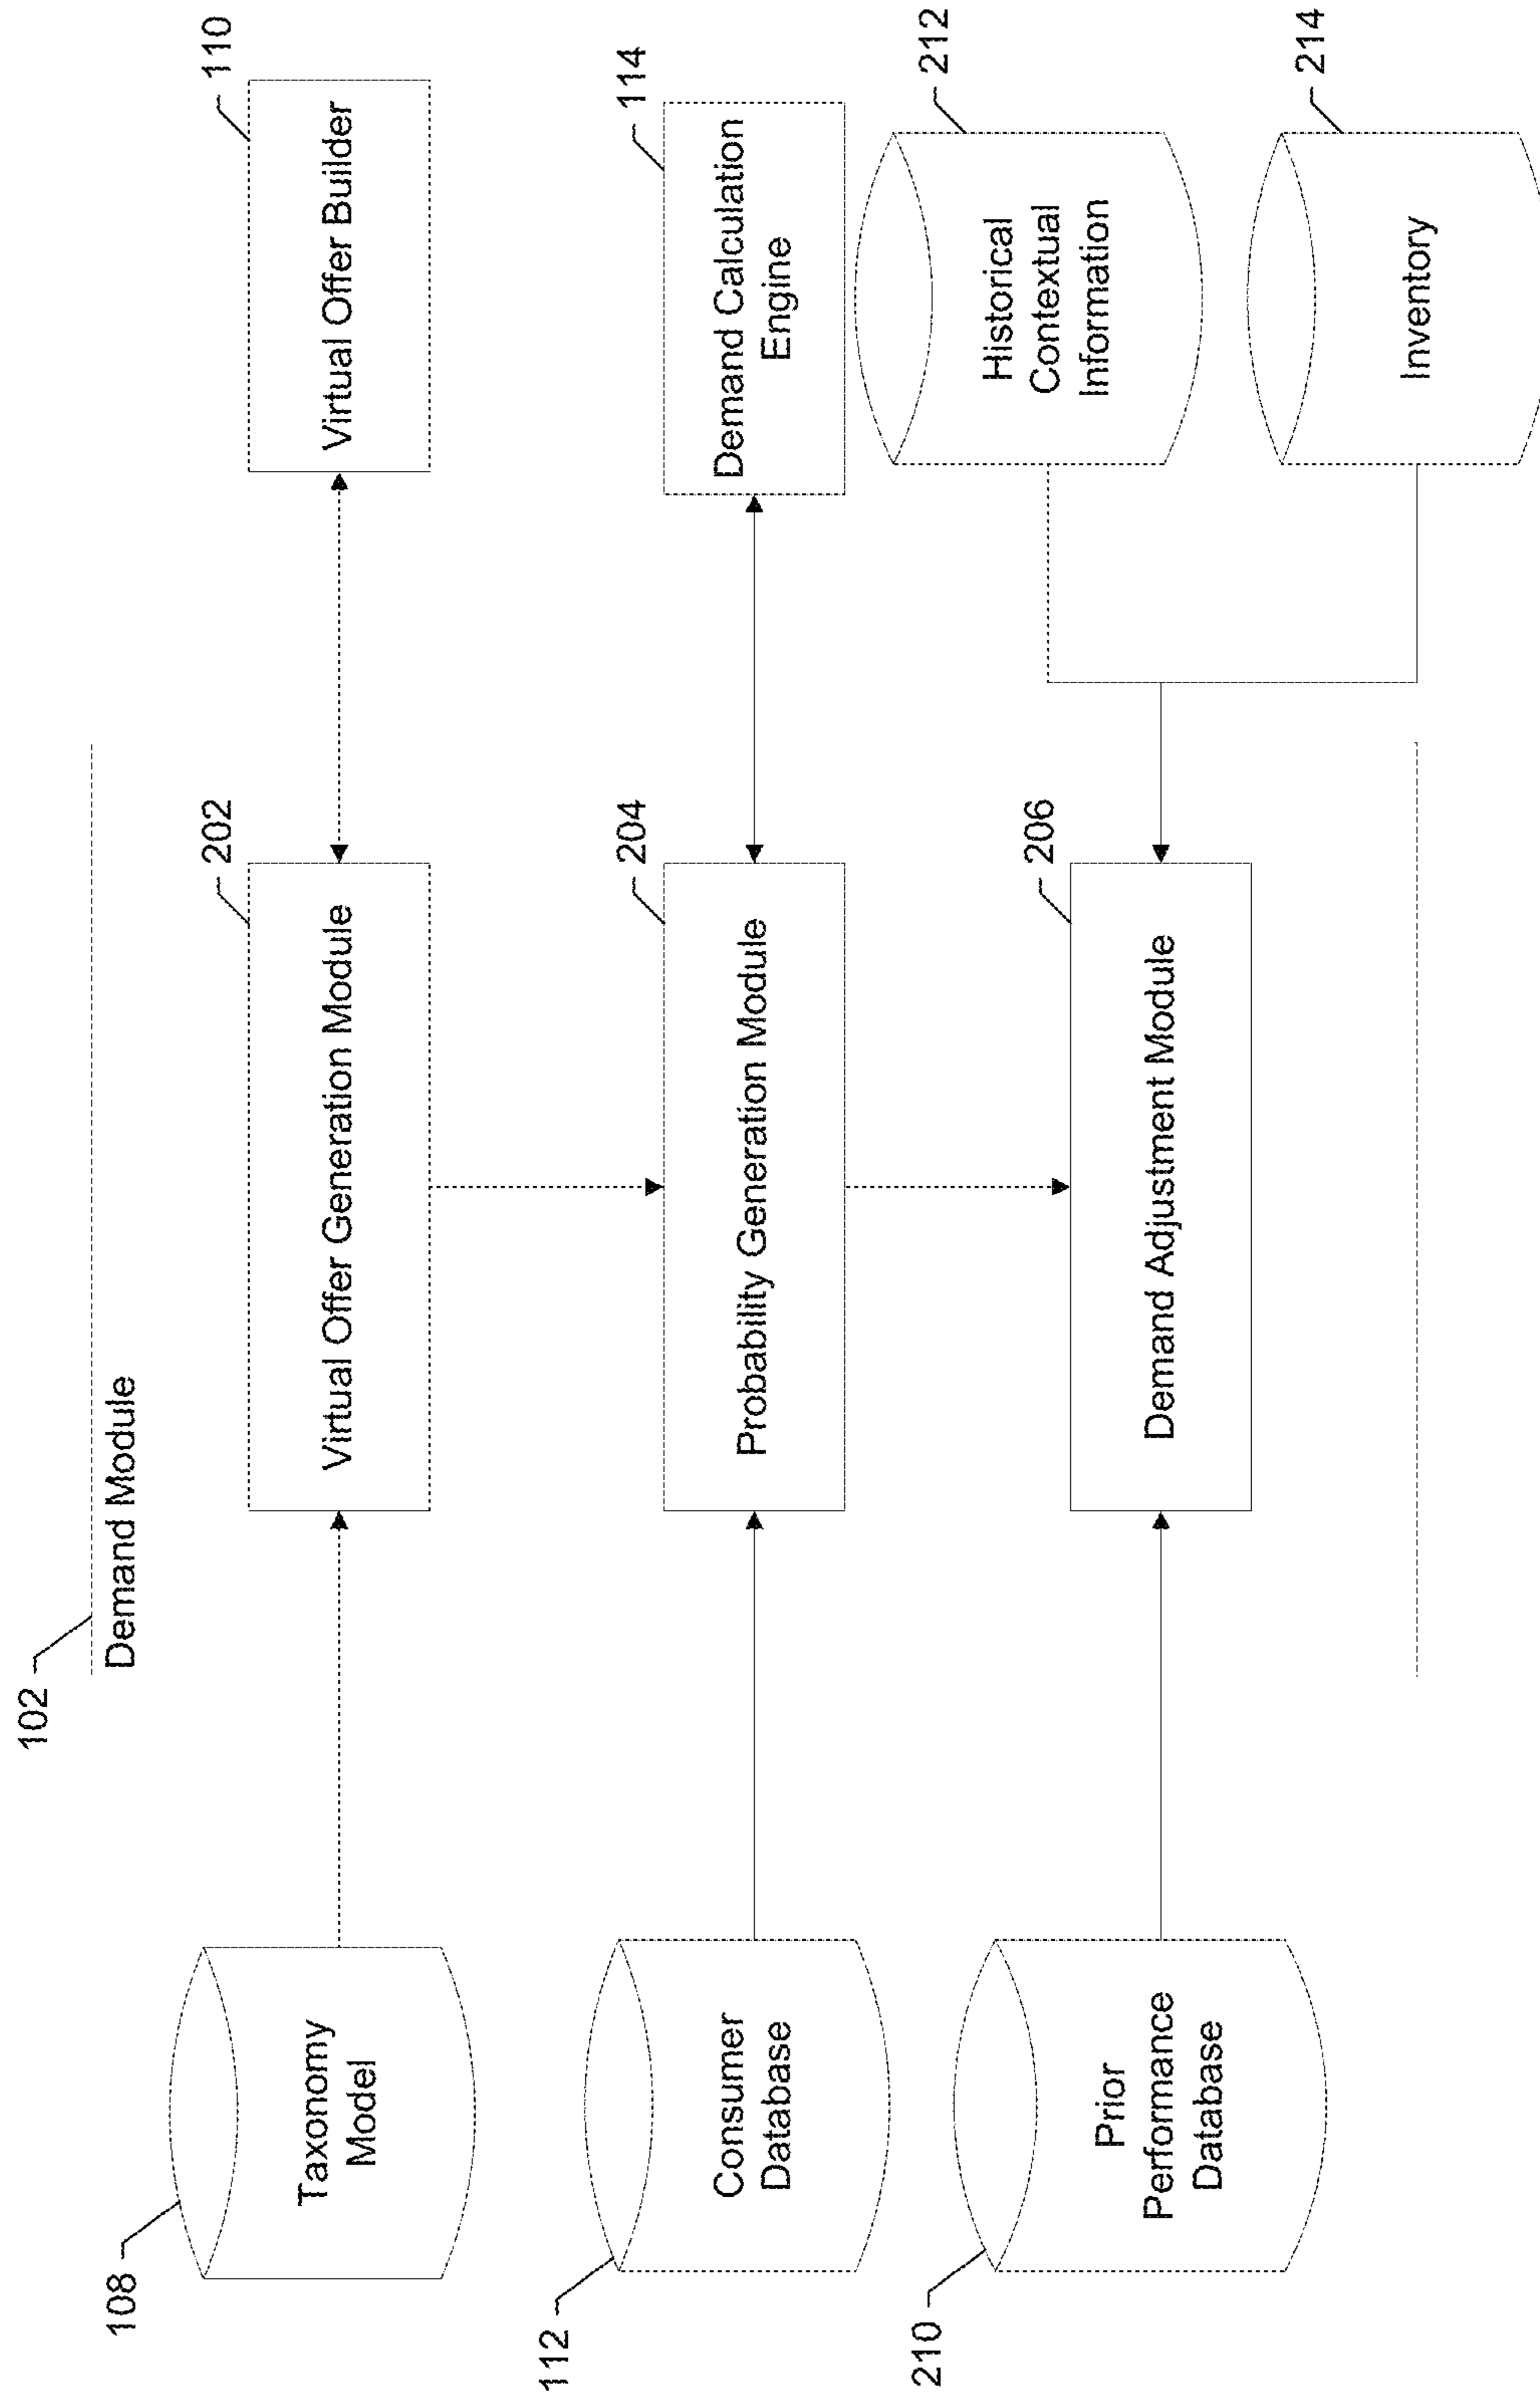 102
Demand Module
108
Taxonomy
Model
202
Virtual Offer Generation Module
110
Virtual Offer Builder
112
Consumer
Database
204
Probability Generation Module
114
Demand Calculation
Engine
210
Prior
Performance
Database
206
Demand Adjustment Module
212
Historical
Contextual
Information
214
Inventory